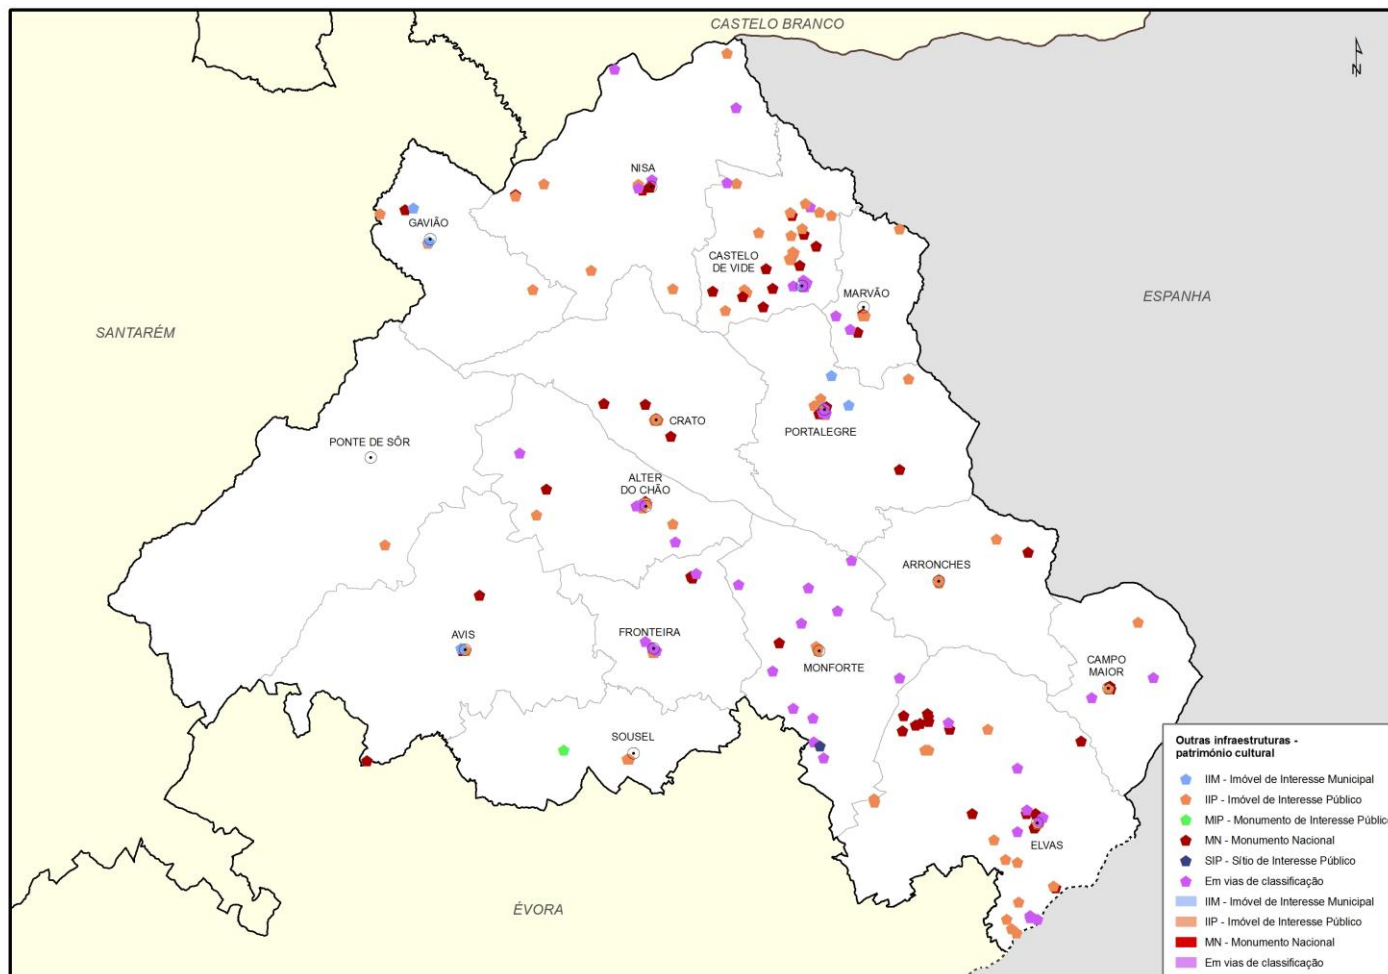 CASTELO BRANCO
N
NISA
GAVIÃO
CASTELO
DE VIDE
MARVÃO
ESPANHA
SANTARÉM
CRATO
PORTALEGRE
PONTE DE SÔR
ALTER
DO CHÃO
ARRONCHES
AVIS
FRONTEIRA
MONFORTE
CAMPO
MAIOR
SOUSEL
ELVAS
ÉVORA
Outras infraestruturas -
património cultural
IIM - Imóvel de Interesse Municipal
IIP - Imóvel de Interesse Público
MIP - Monumento de Interesse Público
MN - Monumento Nacional
SIP - Sítio de Interesse Público
Em vias de classificação
IIM - Imóvel de Interesse Municipal
IIP - Imóvel de Interesse Público
MN - Monumento Nacional
Em vias de classificação